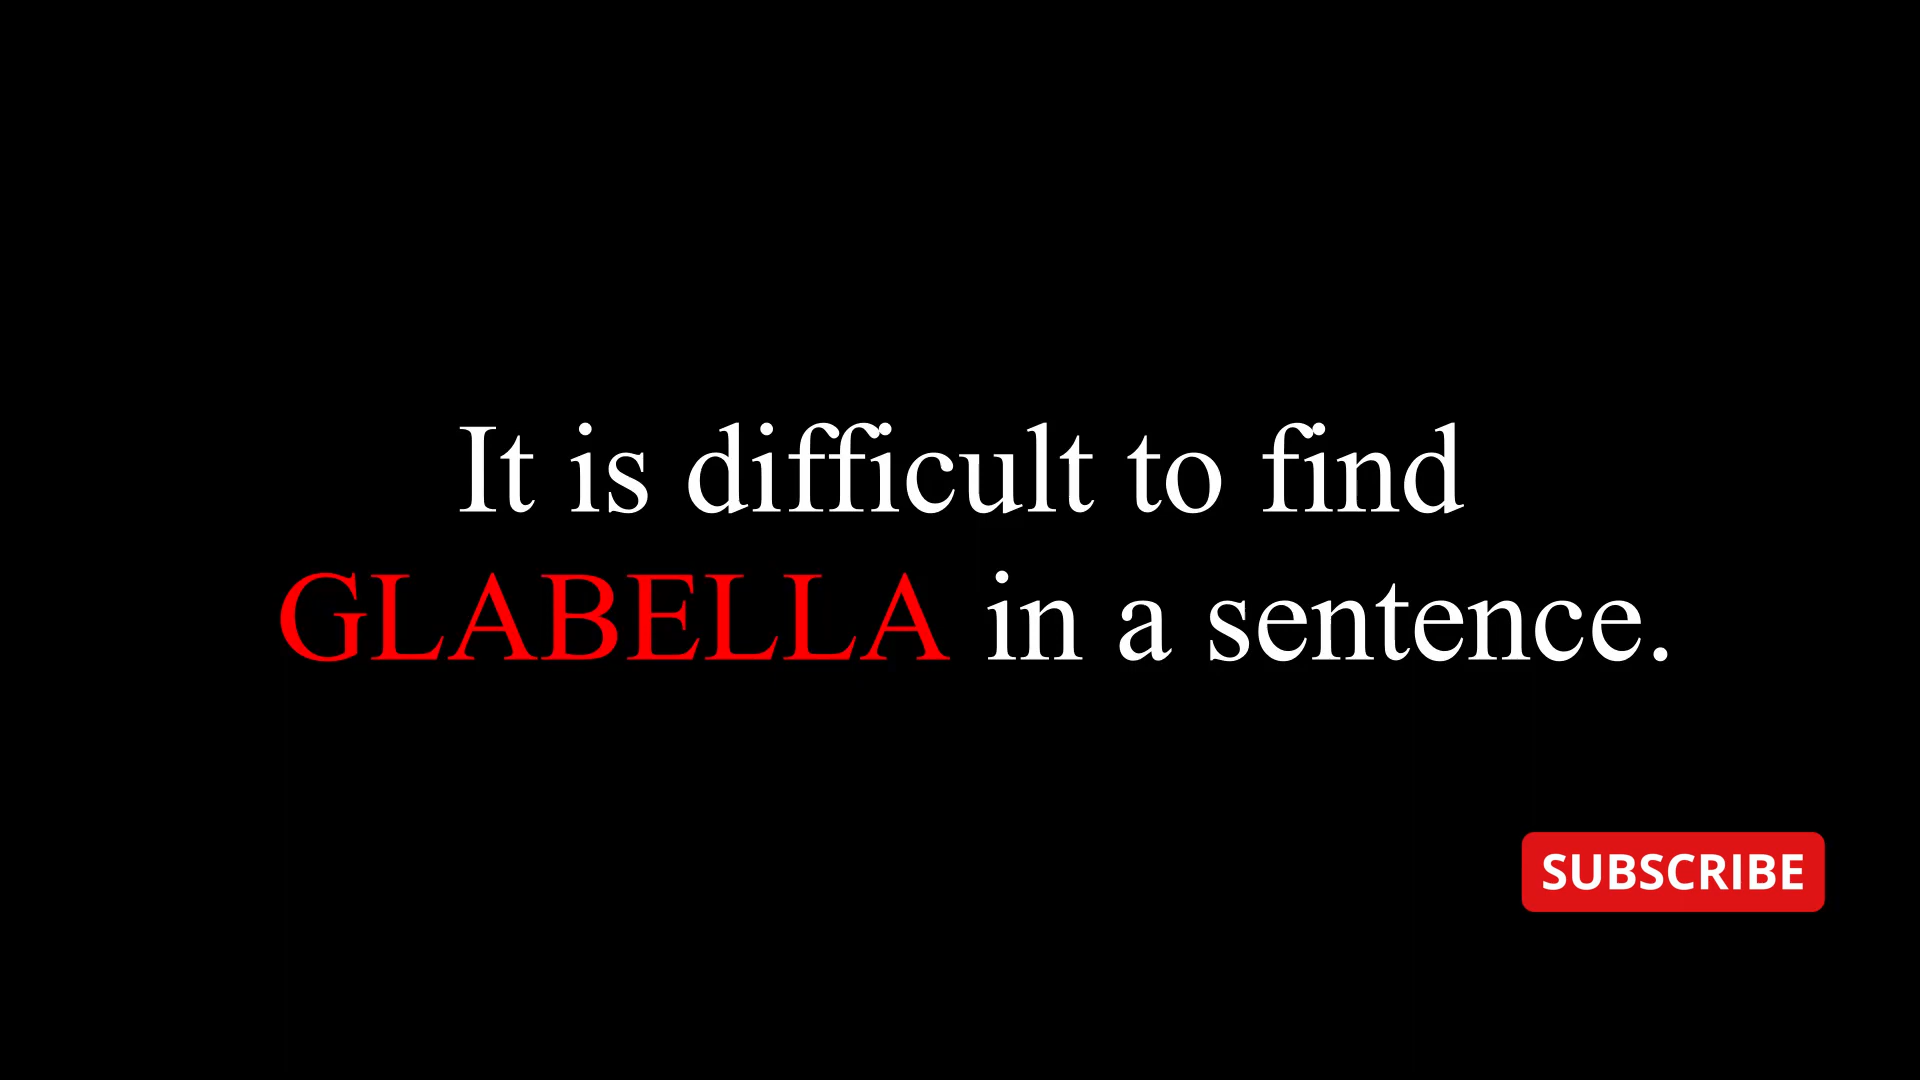 It is difficult to find
GLABELLA in a sentence.
SUBSCRIBE